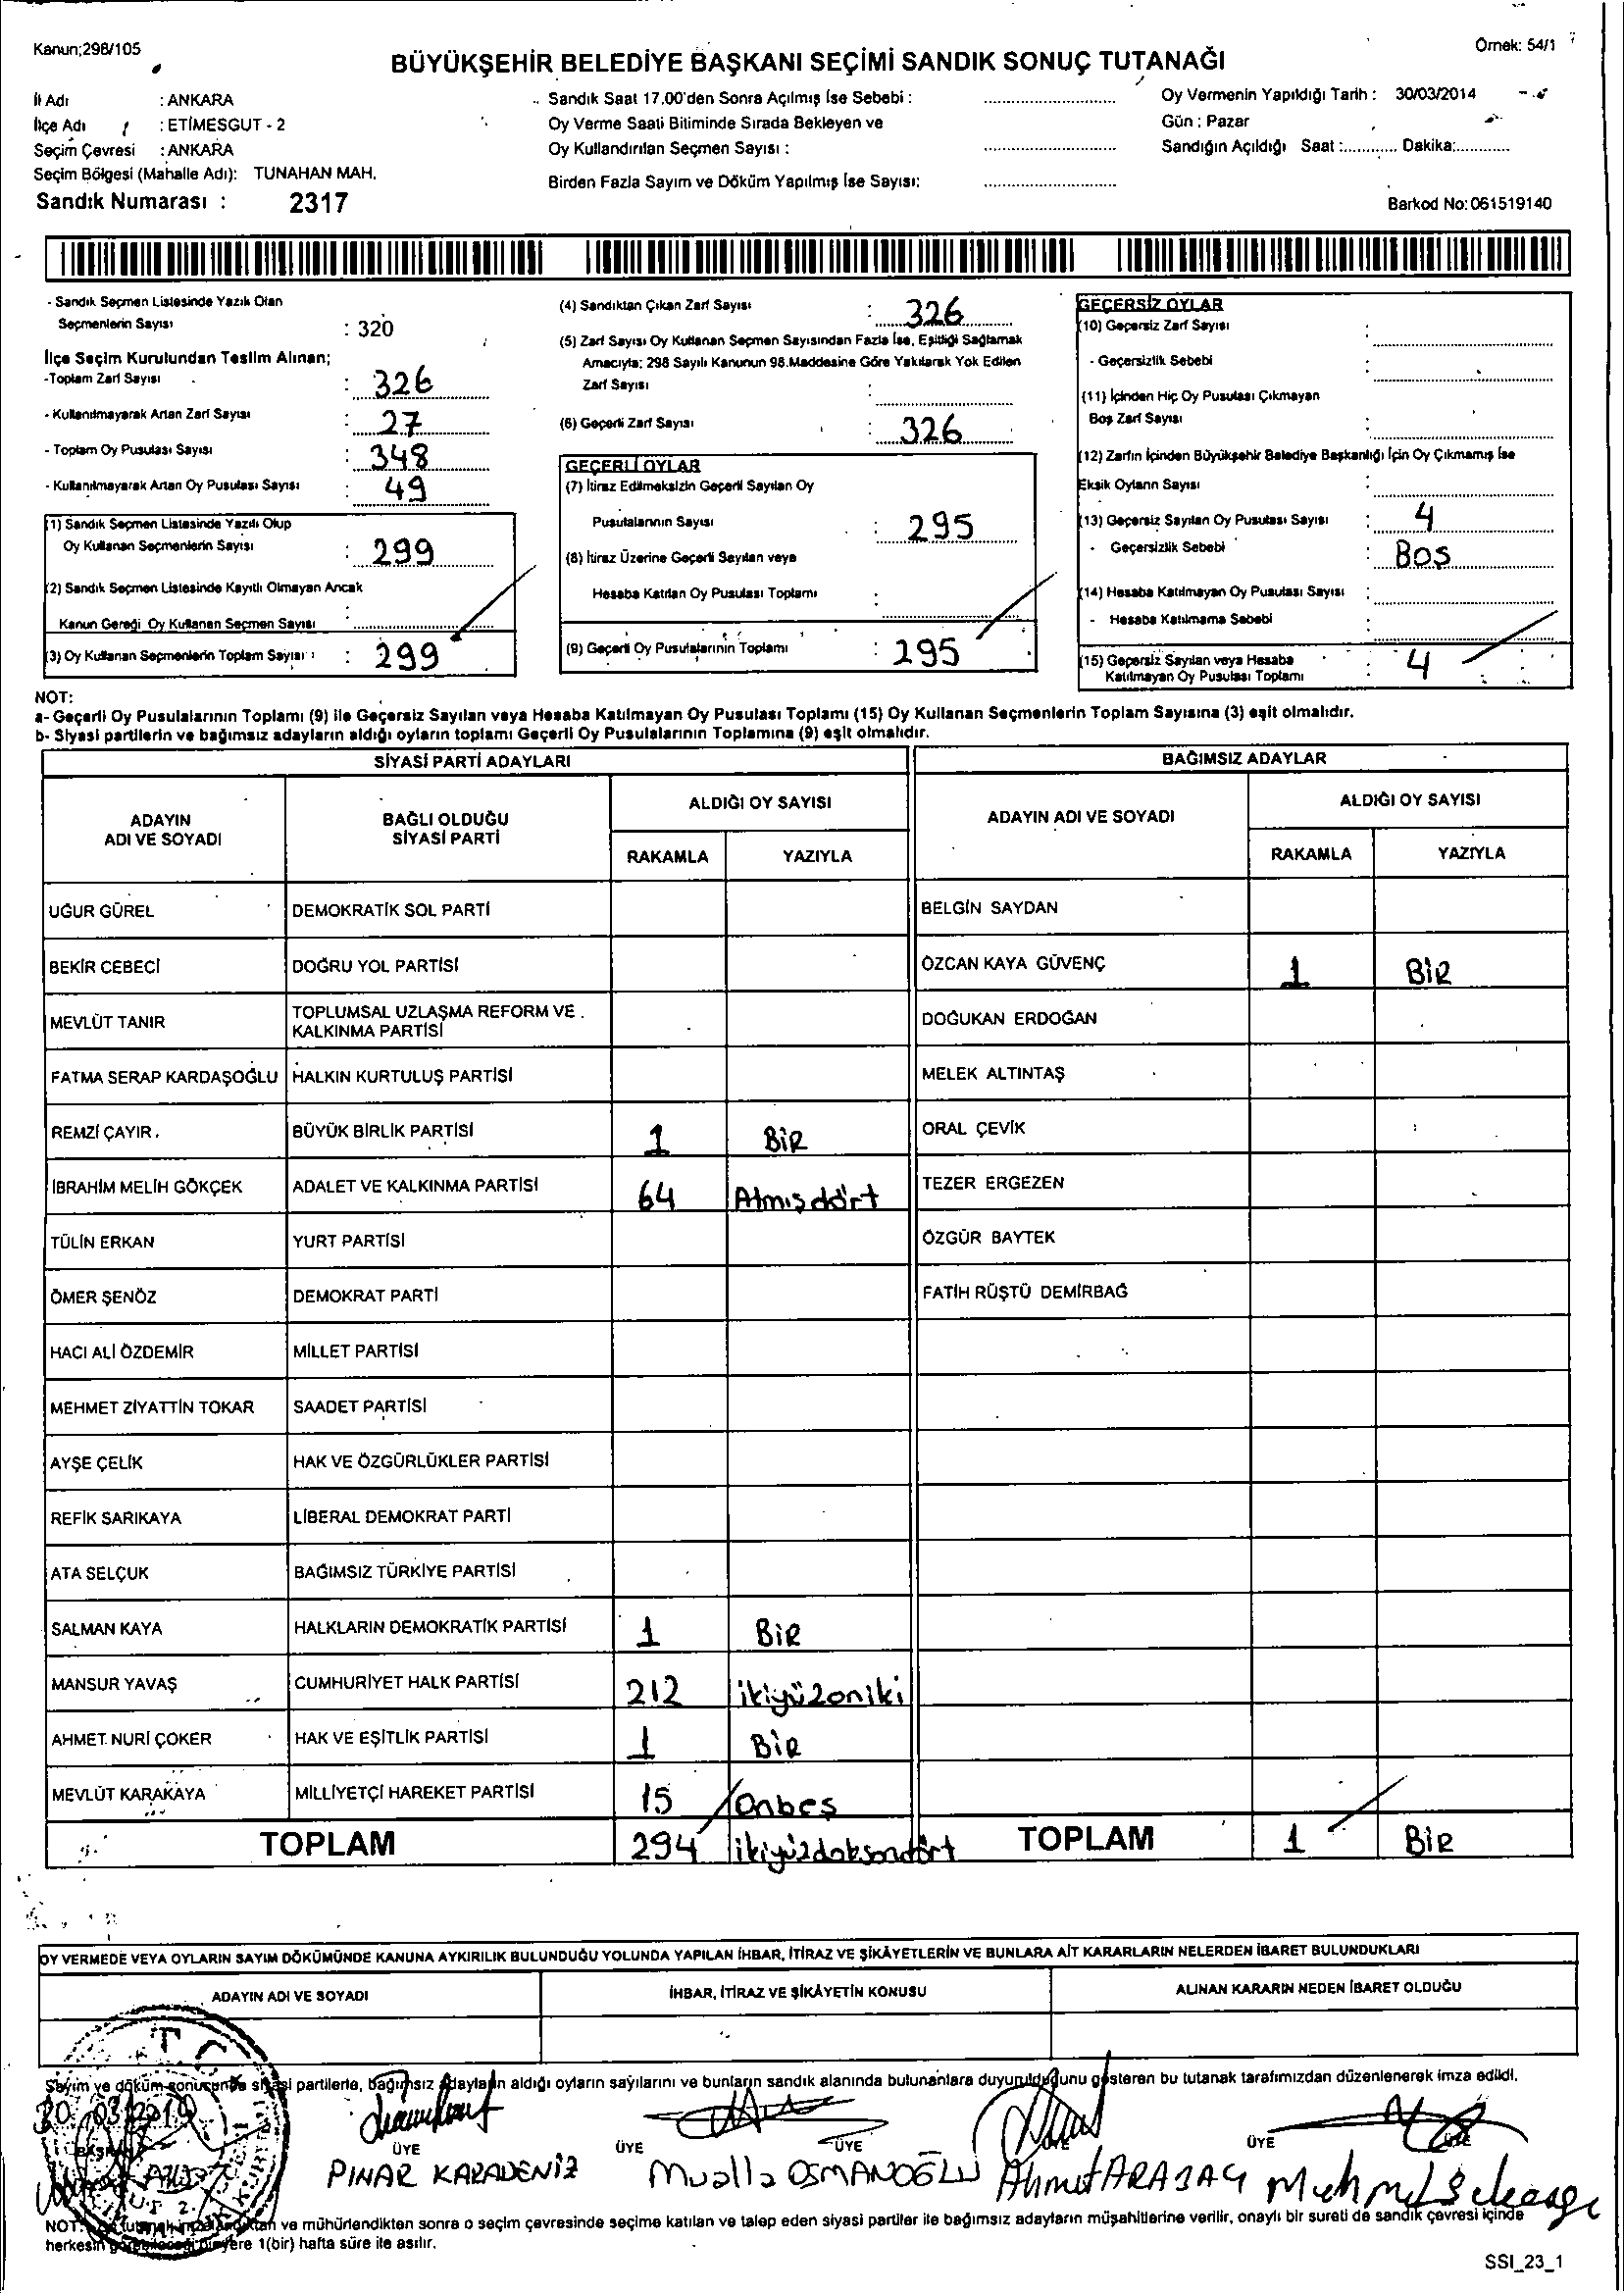 Kanun;298/105
Örnek: 54/1
BÜYÜKŞEHİR BELEDİYE BAŞKANI SEÇİMİ SANDIK SONUÇ TUTANAĞI
İl Adı : ANKARA
İlçe Adı : ETİMESGUT - 2
Seçim Çevresi : ANKARA
Seçim Bölgesi (Mahalle Adı): TUNAHAN MAH.
Sandık Numarası : 2317
Sandık Saat 17.00'den Sonra Açılmış İse Sebebi :
Oy Verme Saati Bitiminde Sırada Bekleyen ve
Oy Kullandırılan Seçmen Sayısı :
Birden Fazla Sayım ve Döküm Yapılmış İse Sayısı:
Oy Vermenin Yapıldığı Tarih : 30/03/2014
Gün : Pazar
Sandığın Açıldığı Saat :............ Dakika:............
Barkod No: 061519140
- Sandık Seçmen Listesinde Yazılı Olan
Seçmenlerin Sayısı : 320
İlçe Seçim Kurulundan Teslim Alınan;
-Toplam Zarf Sayısı : 326
- Kullanılmayarak Artan Zarf Sayısı : 27
- Toplam Oy Pusulası Sayısı : 348
- Kullanılmayarak Artan Oy Pusulası Sayısı : 49
(1) Sandık Seçmen Listesinde Yazılı Olup
Oy Kullanan Seçmenlerin Sayısı : 299
(2) Sandık Seçmen Listesinde Kayıtlı Olmayan Ancak
Kanun Gereği Oy Kullanan Seçmen Sayısı :
(3) Oy Kullanan Seçmenlerin Toplam Sayısı : 299
(4) Sandıktan Çıkan Zarf Sayısı : 326
(5) Zarf Sayısı Oy Kullanan Seçmen Sayısından Fazla İse, Eşitliği Sağlamak
Amacıyla; 298 Sayılı Kanunun 98.Maddesine Göre Yakılarak Yok Edilen
Zarf Sayısı :
(6) Geçerli Zarf Sayısı : 326
GEÇERLİ OYLAR
(7) İtiraz Edilmeksizin Geçerli Sayılan Oy
Pusulalarının Sayısı : 295
(8) İtiraz Üzerine Geçerli Sayılan veya
Hesaba Katılan Oy Pusulası Toplamı :
(9) Geçerli Oy Pusulalarının Toplamı : 295
GEÇERSİZ OYLAR
(10) Geçersiz Zarf Sayısı :
- Geçersizlik Sebebi :
(11) İçinden Hiç Oy Pusulası Çıkmayan
Boş Zarf Sayısı :
(12) Zarfın İçinden Büyükşehir Belediye Başkanlığı İçin Oy Çıkmamış İse
Eksik Oyların Sayısı :
(13) Geçersiz Sayılan Oy Pusulası Sayısı : 4
- Geçersizlik Sebebi : BOŞ
(14) Hesaba Katılmayan Oy Pusulası Sayısı :
- Hesaba Katılmama Sebebi :
(15) Geçersiz Sayılan veya Hesaba
Katılmayan Oy Pusulası Toplamı : 4
NOT:
a- Geçerli Oy Pusulalarının Toplamı (9) ile Geçersiz Sayılan veya Hesaba Katılmayan Oy Pusulası Toplamı (15) Oy Kullanan Seçmenlerin Toplam Sayısına (3) eşit olmalıdır.
b- Siyasi partilerin ve bağımsız adayların aldığı oyların toplamı Geçerli Oy Pusulalarının Toplamına (9) eşit olmalıdır.
SİYASİ PARTİ ADAYLARI BAĞIMSIZ ADAYLAR
ADAYIN ADI VE SOYADI BAĞLI OLDUĞU SİYASİ PARTİ ALDIĞI OY SAYISI ADAYIN ADI VE SOYADI ALDIĞI OY SAYISI
RAKAMLA YAZIYLA RAKAMLA YAZIYLA
UĞUR GÜREL DEMOKRATİK SOL PARTİ BELGİN SAYDAN
BEKİR CEBECİ DOĞRU YOL PARTİSİ ÖZCAN KAYA GÜVENÇ 1 BİR
MEVLÜT TANIR TOPLUMSAL UZLAŞMA REFORM VE KALKINMA PARTİSİ DOĞUKAN ERDOĞAN
FATMA SERAP KARDAŞOĞLU HALKIN KURTULUŞ PARTİSİ MELEK ALTINTAŞ
REMZİ ÇAYIR BÜYÜK BİRLİK PARTİSİ 1 BİR ORAL ÇEVİK
İBRAHİM MELİH GÖKÇEK ADALET VE KALKINMA PARTİSİ 64 Atmışdört TEZER ERGEZEN
TÜLİN ERKAN YURT PARTİSİ ÖZGÜR BAYTEK
ÖMER ŞENÖZ DEMOKRAT PARTİ FATİH RÜŞTÜ DEMİRBAĞ
HACI ALİ ÖZDEMİR MİLLET PARTİSİ
MEHMET ZİYATTİN TOKAR SAADET PARTİSİ
AYŞE ÇELİK HAK VE ÖZGÜRLÜKLER PARTİSİ
REFİK SARIKAYA LİBERAL DEMOKRAT PARTİ
ATA SELÇUK BAĞIMSIZ TÜRKİYE PARTİSİ
SALMAN KAYA HALKLARIN DEMOKRATİK PARTİSİ 1 BİR
MANSUR YAVAŞ CUMHURİYET HALK PARTİSİ 212 ikiyüzoniki
AHMET NURİ ÇOKER HAK VE EŞİTLİK PARTİSİ 1 BİR
MEVLÜT KARAKAYA MİLLİYETÇİ HAREKET PARTİSİ 15 Onbeş
TOPLAM 294 ikiyüzdoksandört TOPLAM 1 BİR
OY VERMEDE VEYA OYLARIN SAYIM DÖKÜMÜNDE KANUNA AYKIRILIK BULUNDUĞU YOLUNDA YAPILAN İHBAR, İTİRAZ VE ŞİKÂYETLERİN VE BUNLARA AİT KARARLARIN NELERDEN İBARET BULUNDUKLARI
ADAYIN ADI VE SOYADI İHBAR, İTİRAZ VE ŞİKÂYETİN KONUSU ALINAN KARARIN NEDEN İBARET OLDUĞU
Sayım ve döküm sonucunda siyasi partilerle, bağımsız adayların aldığı oyların sayılarını ve bunların sandık alanında bulunanlara duyurulduğunu gösteren bu tutanak tarafımızdan düzenlenerek imza edildi.
BAŞKAN ÜYE ÜYE ÜYE ÜYE ÜYE
PINAR KARADENİZ Mualla OSMANOĞLU Ahmet
NOT: Bu tutanak imzalandıktan ve mühürlendikten sonra o seçim çevresinde seçime katılan ve talep eden siyasi partiler ile bağımsız adayların müşahitlerine verilir, onaylı bir sureti de sandık çevresi içinde
herkesin görebileceği bir yere 1(bir) hafta süre ile asılır.
SSI_23_1